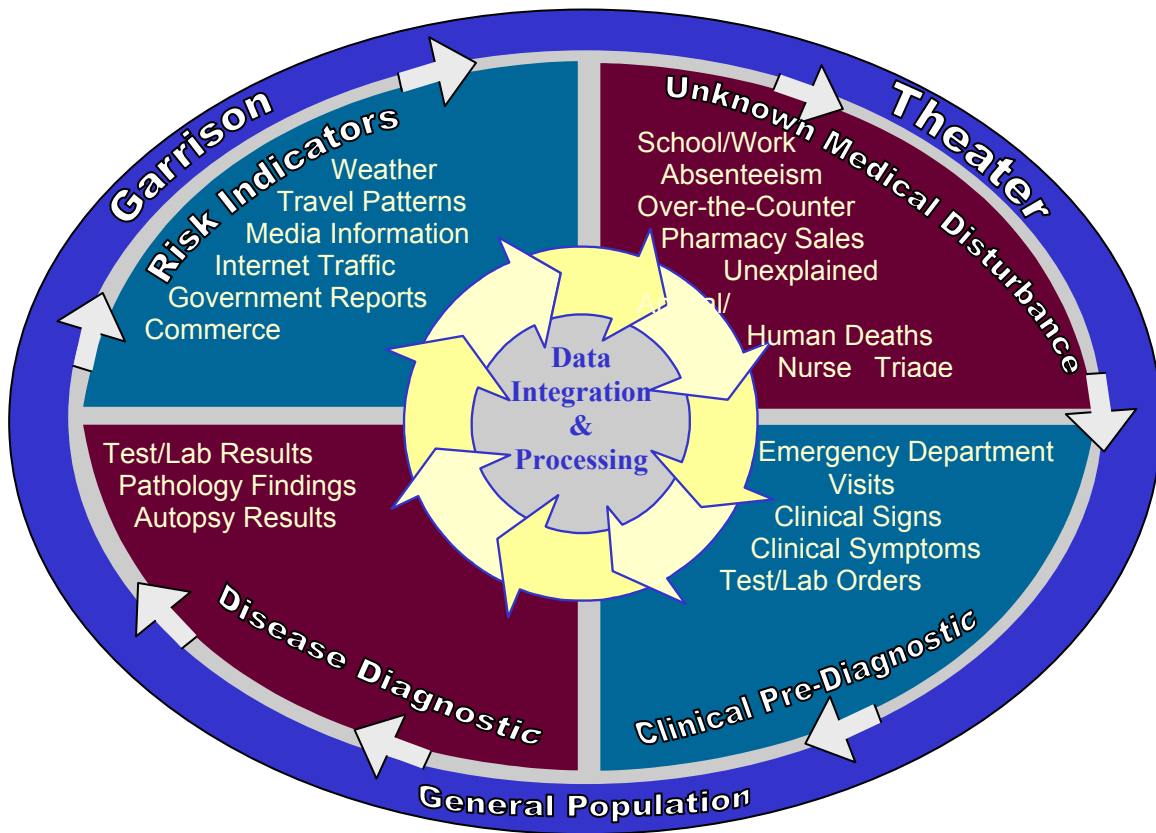 Garrison
Theater
Risk Indicators
Weather
Travel Patterns
Media Information
Internet Traffic
Government Reports
Commerce
Unknown Medical Disturbance
School/Work
Absenteeism
Over-the-Counter
Pharmacy Sales
Unexplained
Animal/
Human Deaths
Nurse Triage
Data
Integration
&
Processing
Test/Lab Results
Pathology Findings
Autopsy Results
Disease Diagnostic
Emergency Department
Visits
Clinical Signs
Clinical Symptoms
Test/Lab Orders
Clinical Pre-Diagnostic
General Population